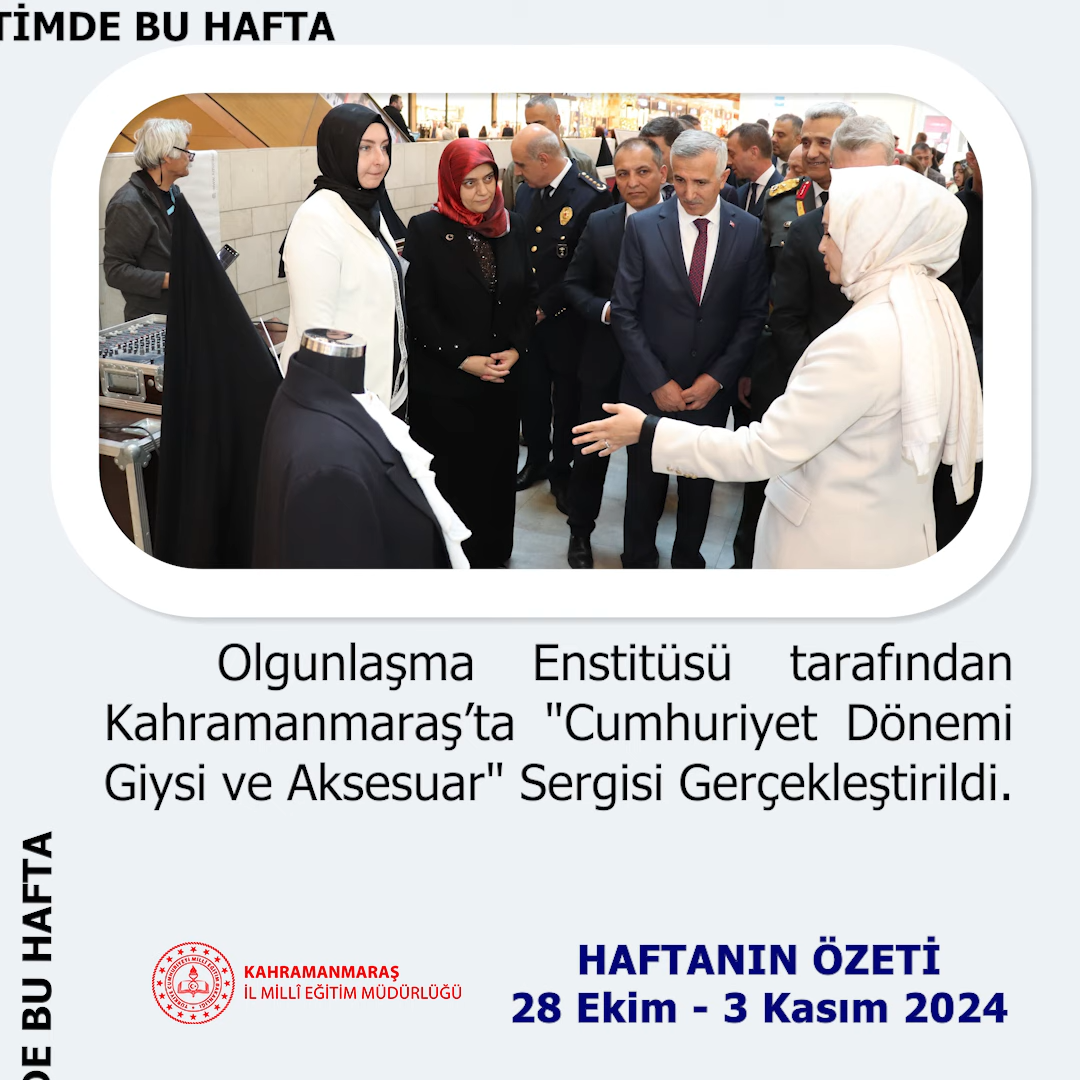 TİMDE BU HAFTA
Olgunlaşma Enstitüsü tarafından
Kahramanmaraş’ta "Cumhuriyet Dönemi
Giysi ve Aksesuar" Sergisi Gerçekleştirildi.
DE BU HAFTA
KAHRAMANMARAŞ
İL MİLLÎ EĞİTİM MÜDÜRLÜĞÜ
HAFTANIN ÖZETİ
28 Ekim - 3 Kasım 2024